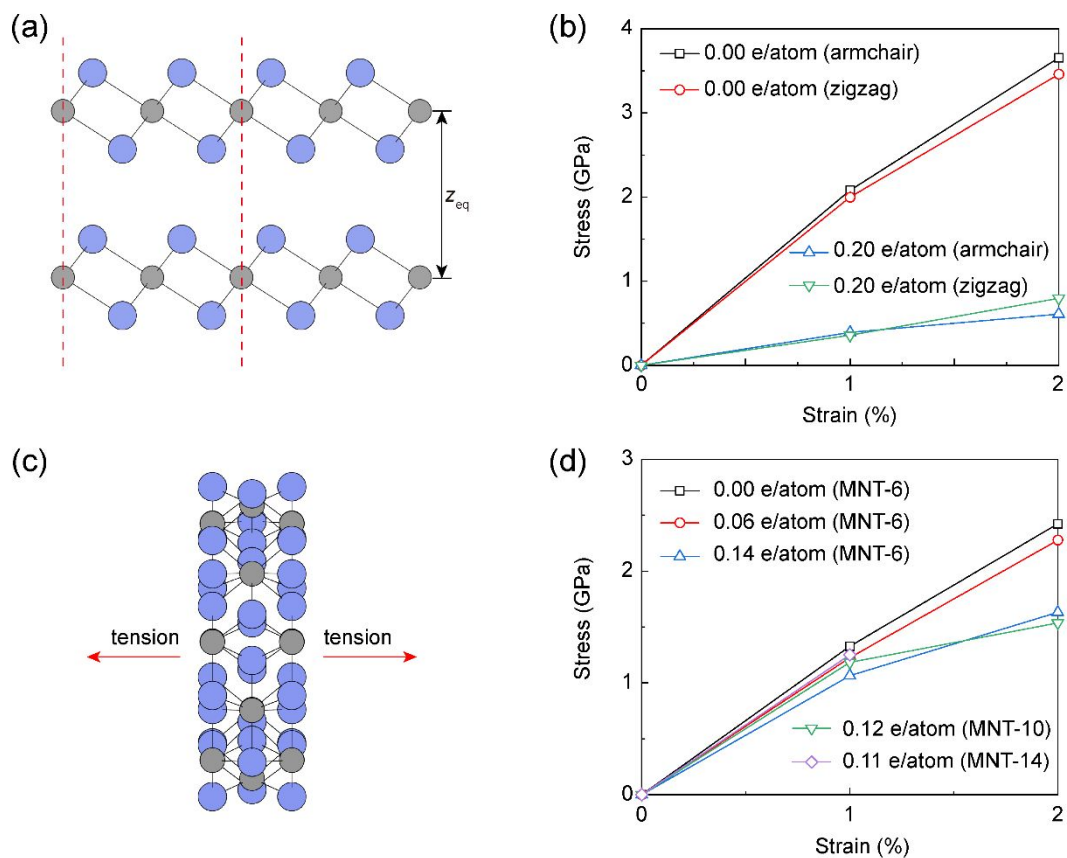 (a)
z_eq
(b)
4
3
2
1
0
Stress (GPa)
0.00 e/atom (armchair)
0.00 e/atom (zigzag)
0.20 e/atom (armchair)
0.20 e/atom (zigzag)
0 1 2
Strain (%)
(c)
tension tension
(d)
3
2
1
0
Stress (GPa)
0.00 e/atom (MNT-6)
0.06 e/atom (MNT-6)
0.14 e/atom (MNT-6)
0.12 e/atom (MNT-10)
0.11 e/atom (MNT-14)
0 1 2
Strain (%)